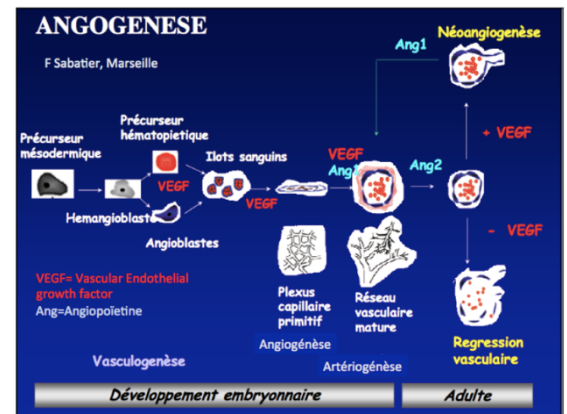 ANGOGENESE
F Sabatier, Marseille
Néoangiogenèse
Ang1
Précurseur
hématopietique
Précurseur
mésodermique
Ilots sanguins
VEGF
Ang1
Ang2
+ VEGF
VEGF
VEGF
Hemangioblaste
Angioblastes
- VEGF
VEGF= Vascular Endothelial
growth factor
Ang=Angiopoïetine
Plexus
capillaire
primitif
Réseau
vasculaire
mature
Angiogénèse
Regression
vasculaire
Vasculogenèse
Artériogénèse
Développement embryonnaire
Adulte